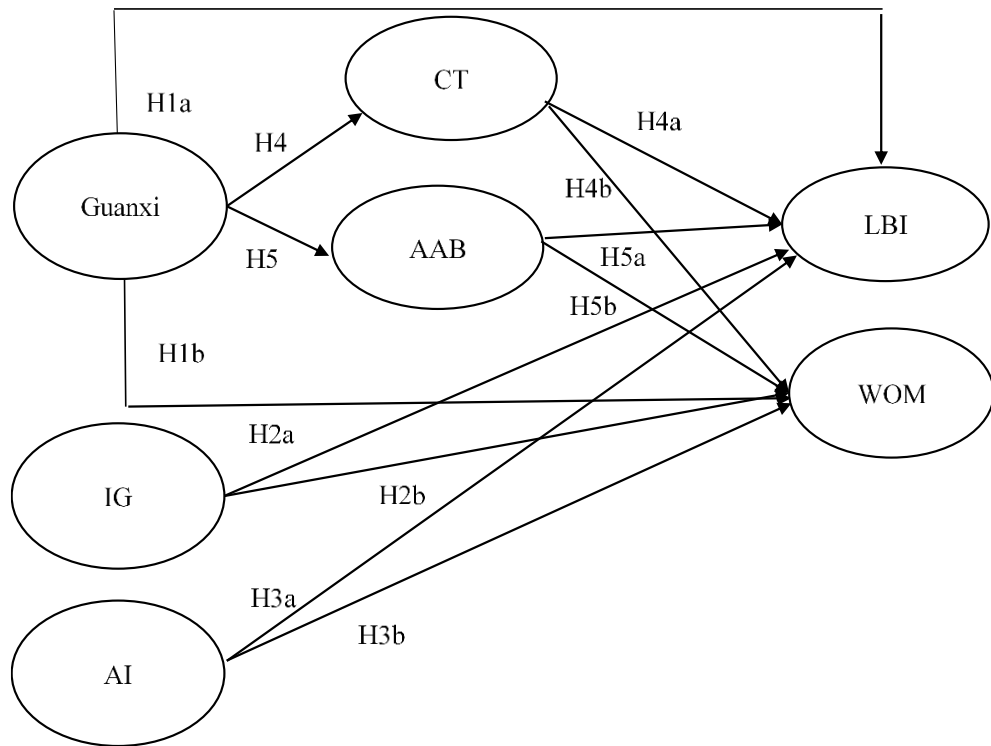 CT
H1a
H4a
H4
H4b
Guanxi
LBI
AAB
H5
H5a
H5b
H1b
WOM
H2a
IG
H2b
H3a
H3b
AI